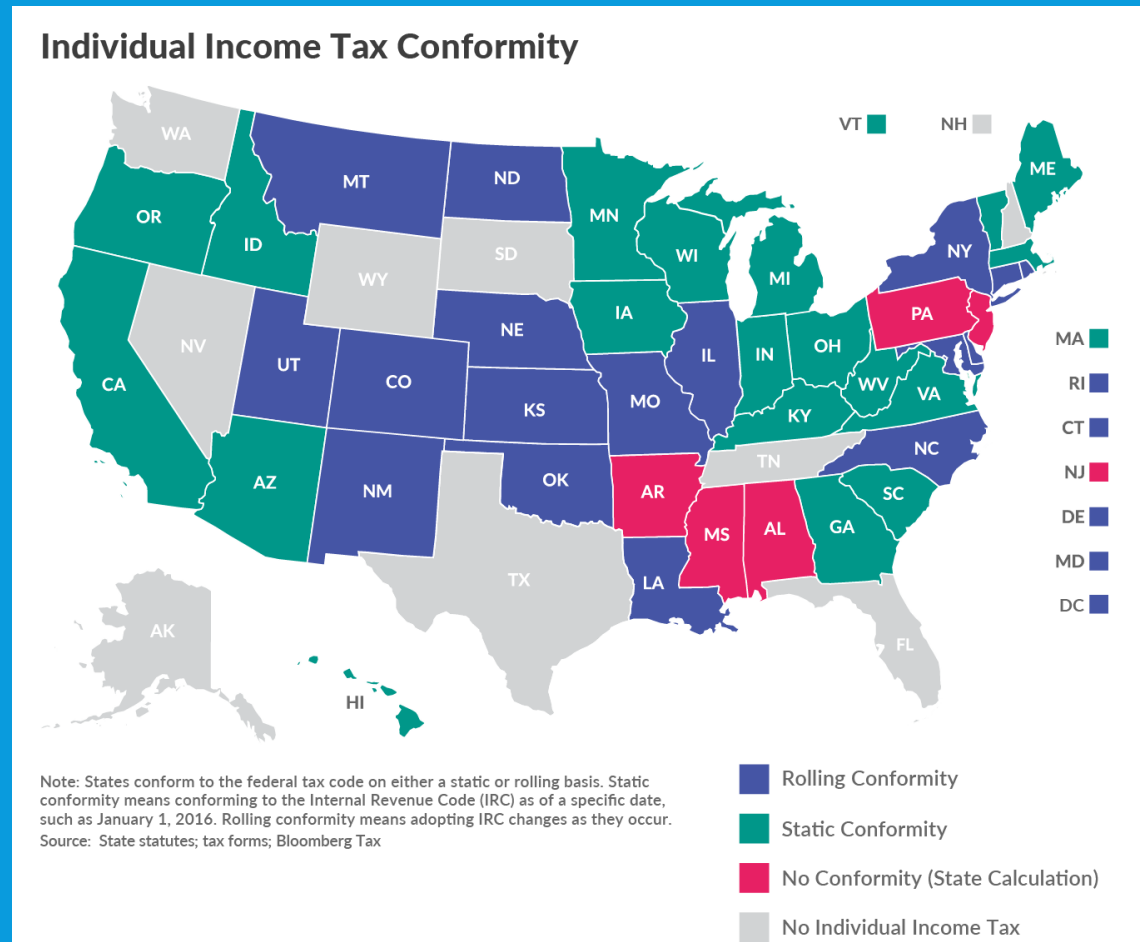 Individual Income Tax Conformity
VT
NH
WA
ME
MT
ND
OR
MN
ID
NY
SD
WI
WY
MI
IA
PA
NE
NV
MA
OH
IN
IL
UT
CO
CA
RI
WV
VA
MO
KS
KY
CT
NC
TN
NJ
OK
AZ
NM
AR
SC
DE
GA
AL
MS
MD
TX
LA
DC
AK
FL
HI
Note: States conform to the federal tax code on either a static or rolling basis. Static
conformity means conforming to the Internal Revenue Code (IRC) as of a specific date,
such as January 1, 2016. Rolling conformity means adopting IRC changes as they occur.
Source: State statutes; tax forms; Bloomberg Tax
Rolling Conformity
Static Conformity
No Conformity (State Calculation)
No Individual Income Tax